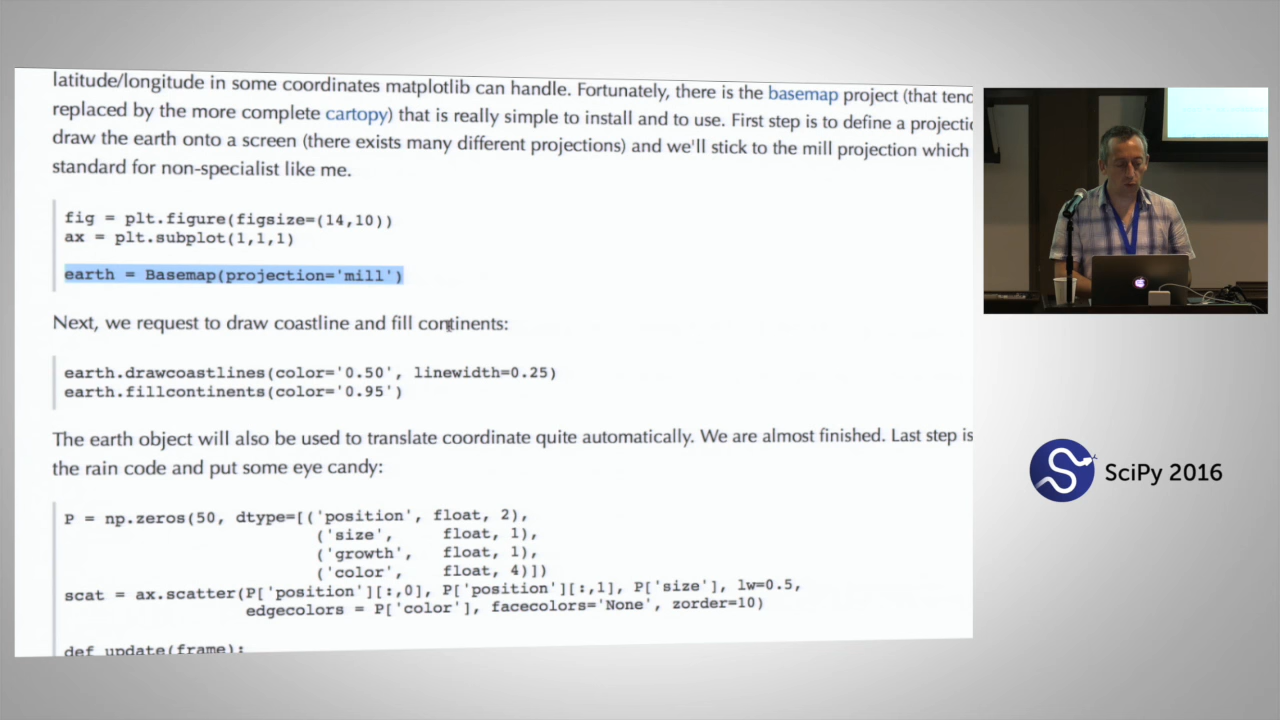 latitude/longitude in some coordinates matplotlib can handle. Fortunately, there is the basemap project (that tend
replaced by the more complete cartopy) that is really simple to install and to use. First step is to define a projectio
draw the earth onto a screen (there exists many different projections) and we'll stick to the mill projection which
standard for non-specialist like me.
fig = plt.figure(figsize=(14,10))
ax = plt.subplot(1,1,1)
earth = Basemap(projection='mill')
Next, we request to draw coastline and fill continents:
earth.drawcoastlines(color='0.50', linewidth=0.25)
earth.fillcontinents(color='0.95')
The earth object will also be used to translate coordinate quite automatically. We are almost finished. Last step is
the rain code and put some eye candy:
P = np.zeros(50, dtype=[('position', float, 2),
('size', float, 1),
('growth', float, 1),
('color', float, 4)])
scat = ax.scatter(P['position'][:,0], P['position'][:,1], P['size'], lw=0.5,
edgecolors = P['color'], facecolors='None', zorder=10)
def update(frame):
SciPy 2016